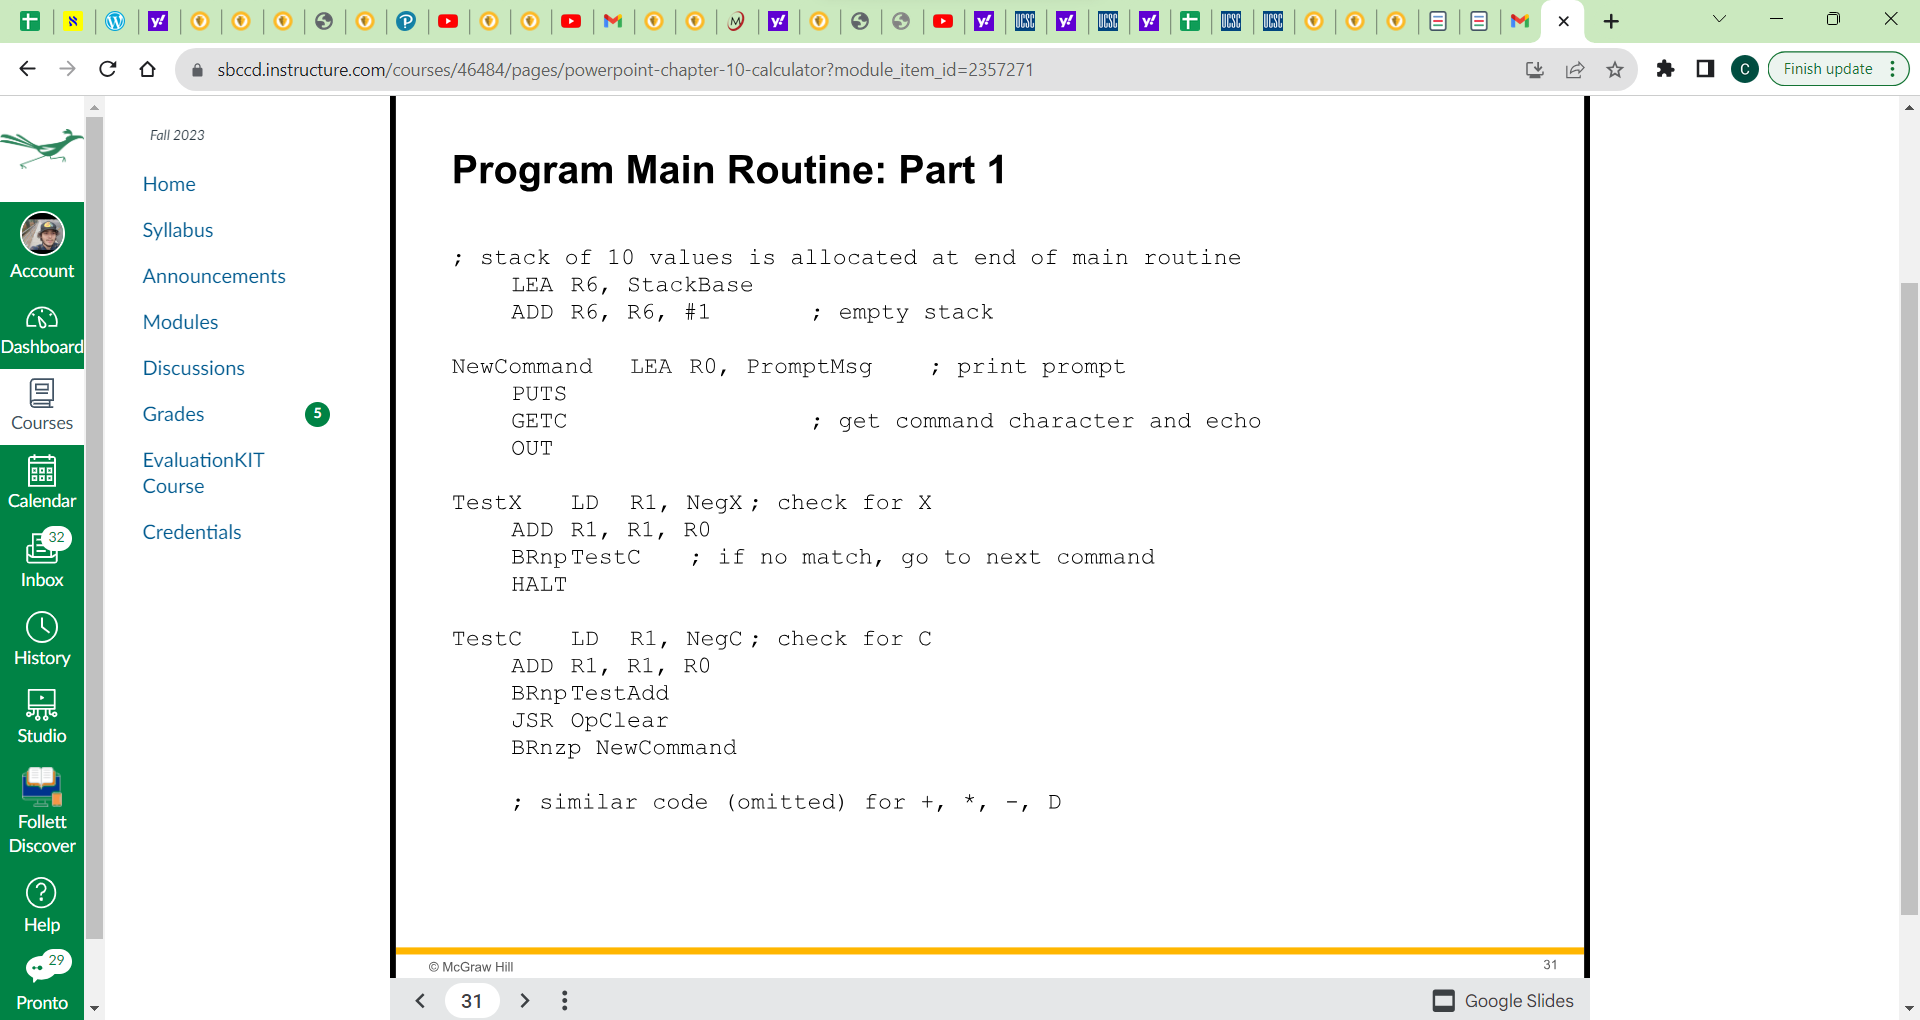 sbccd.instructure.com/courses/46484/pages/powerpoint-chapter-10-calculator?module_item_id=2357271
C
Finish update
Fall 2023
Home
Syllabus
Announcements
Modules
Discussions
Grades
5
EvaluationKIT
Course
Credentials
Account
Dashboard
Courses
Calendar
32
Inbox
History
Studio
Follett
Discover
Help
29
Pronto
Program Main Routine: Part 1
; stack of 10 values is allocated at end of main routine
LEA R6, StackBase
ADD R6, R6, #1 ; empty stack
NewCommand LEA R0, PromptMsg ; print prompt
PUTS
GETC ; get command character and echo
OUT
TestX LD R1, NegX ; check for X
ADD R1, R1, R0
BRnp TestC ; if no match, go to next command
HALT
TestC LD R1, NegC ; check for C
ADD R1, R1, R0
BRnp TestAdd
JSR OpClear
BRnzp NewCommand
; similar code (omitted) for +, *, -, D
© McGraw Hill
31
31
Google Slides